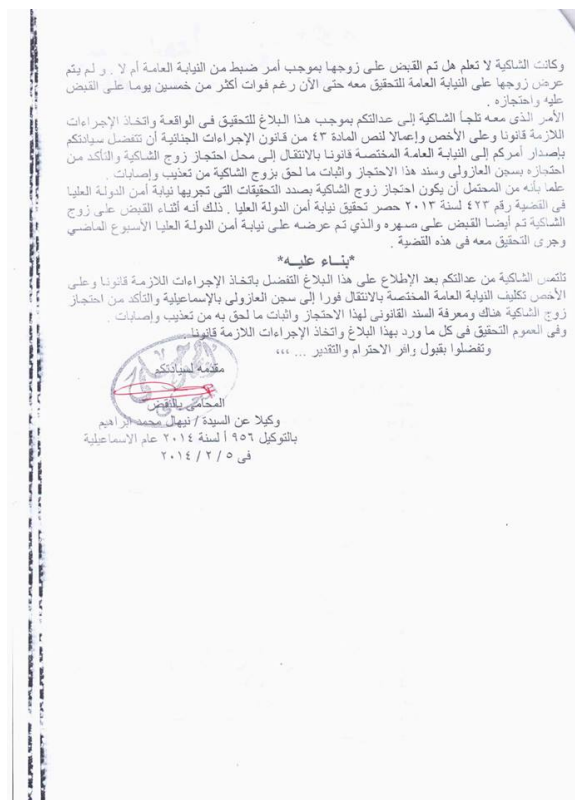 وكانت الشاكية لا تعلم هل تم القبض على زوجها بموجب أمر ضبط من النيابة العامة أم لا . و لم يتم
عرض زوجها على النيابة العامة للتحقيق معه حتى الآن رغم فوات أكثر من خمسين يوما على القبض
عليه واحتجازه .
الأمر الذى معه تلجأ الشاكية إلى عدالتكم بموجب هذا البلاغ للتحقيق فى الواقعة واتخاذ الإجراءات
اللازمة قانونا وعلى الأخص وإعمالا لنص المادة ٤٣ من قانون الإجراءات الجنائية أن تتفضل سيادتكم
بإصدار أمركم إلى النيابة العامة المختصة قانونا بالانتقال إلى محل احتجاز زوج الشاكية والتأكد من
احتجازه بسجن العازولى وسند هذا الاحتجاز واثبات ما لحق بزوج الشاكية من تعذيب وإصابات .
علما بأنه من المحتمل أن يكون احتجاز زوج الشاكية بصدد التحقيقات التى تجريها نيابة أمن الدولة العليا
فى القضية رقم ٤٢٣ لسنة ٢٠١٣ حصر تحقيق نيابة أمن الدولة العليا . ذلك أنه أثناء القبض على زوج
الشاكية تم أيضا القبض على صهره والذي تم عرضه على نيابة أمن الدولة العليا الأسبوع الماضي
وجرى التحقيق معه في هذه القضية .
*بناء عليه*
تلتمس الشاكية من عدالتكم بعد الإطلاع على هذا البلاغ التفضل باتخاذ الإجراءات اللازمة قانونا وعلى
الأخص تكليف النيابة العامة المختصة بالانتقال فورا إلى سجن العازولى بالإسماعيلية والتأكد من احتجاز
زوج الشاكية هناك ومعرفة السند القانونى لهذا الاحتجاز واثبات ما لحق به من تعذيب وإصابات .
وفى العموم التحقيق فى كل ما ورد بهذا البلاغ واتخاذ الإجراءات اللازمة قانونا .
وتفضلوا بقبول وافر الاحترام والتقدير ... ،،،
مقدمه لسيادتكم
المحامى بالنقض
وكيلا عن السيدة / نيهال محمد ابراهيم
بالتوكيل ٩٥٦ أ لسنة ٢٠١٤ عام الاسماعيلية
فى ٥ / ٢ / ٢٠١٤